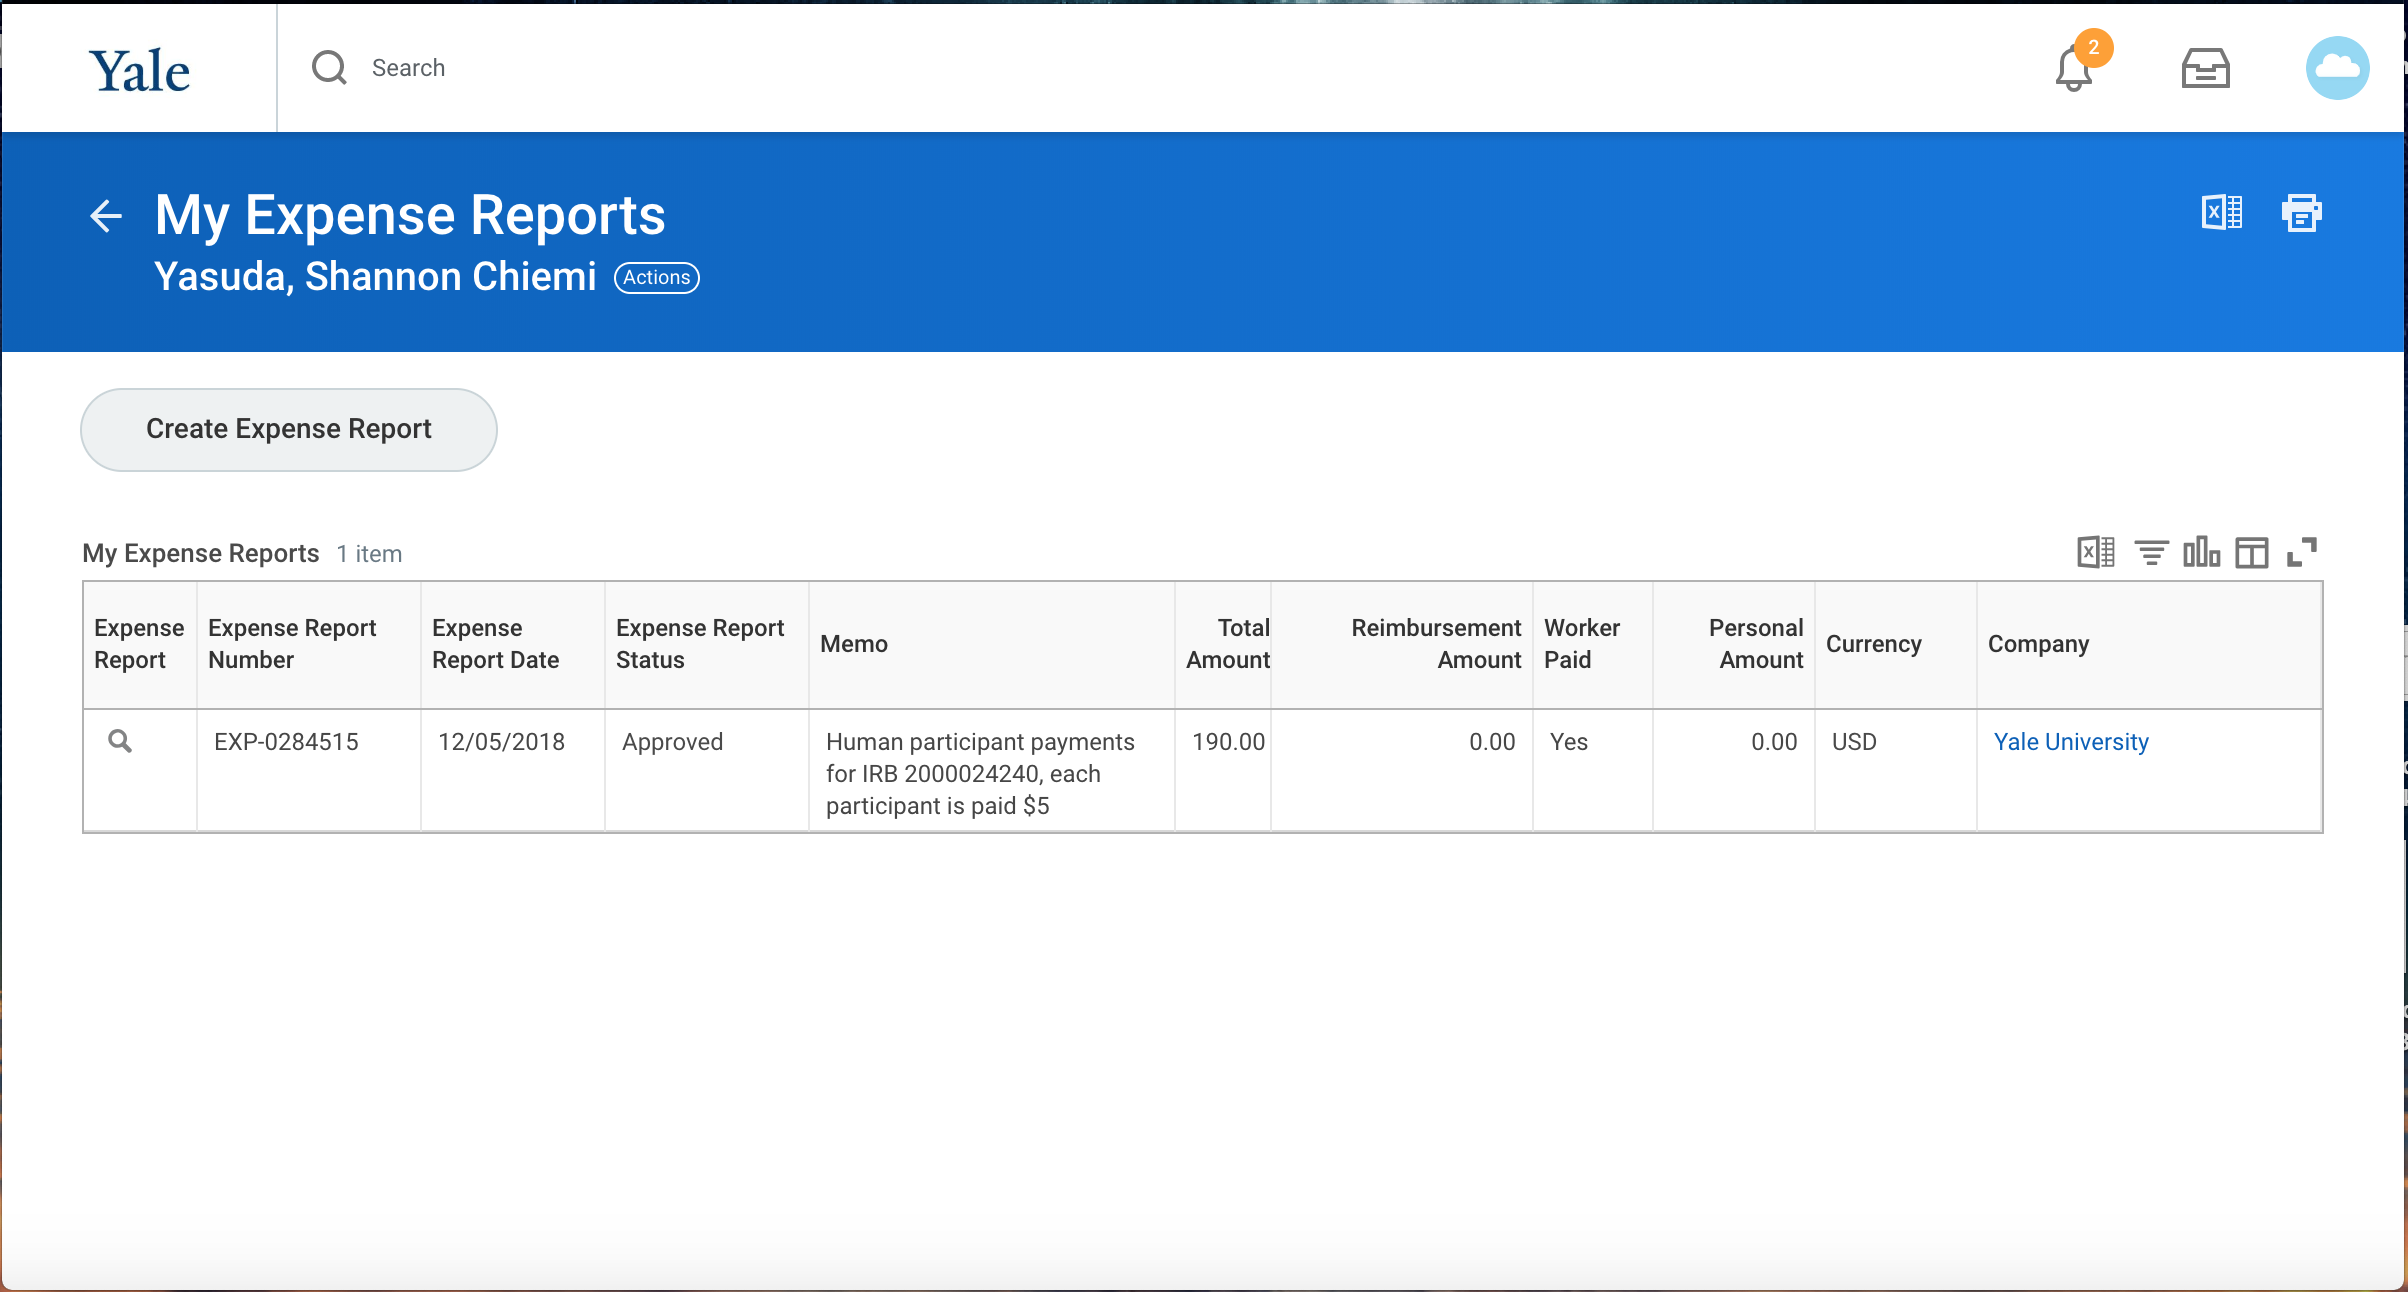 Yale
Search
2
My Expense Reports
Yasuda, Shannon Chiemi Actions
Create Expense Report
My Expense Reports 1 item
Expense Report
Expense Report Number
Expense Report Date
Expense Report Status
Memo
Total Amount
Reimbursement Amount
Worker Paid
Personal Amount
Currency
Company
EXP-0284515
12/05/2018
Approved
Human participant payments
for IRB 2000024240, each
participant is paid $5
190.00
0.00
Yes
0.00
USD
Yale University